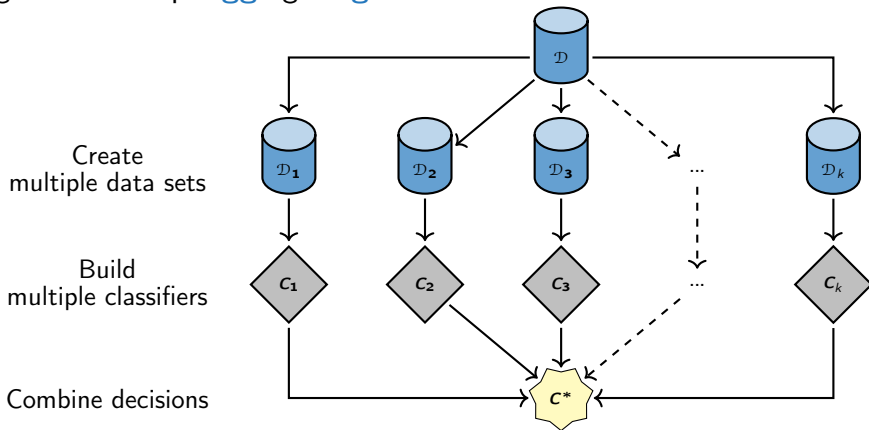 𝒟
Create
multiple data sets
𝒟₁
𝒟₂
𝒟₃
...
𝒟ₖ
Build
multiple classifiers
C₁
C₂
C₃
...
Cₖ
Combine decisions
C*